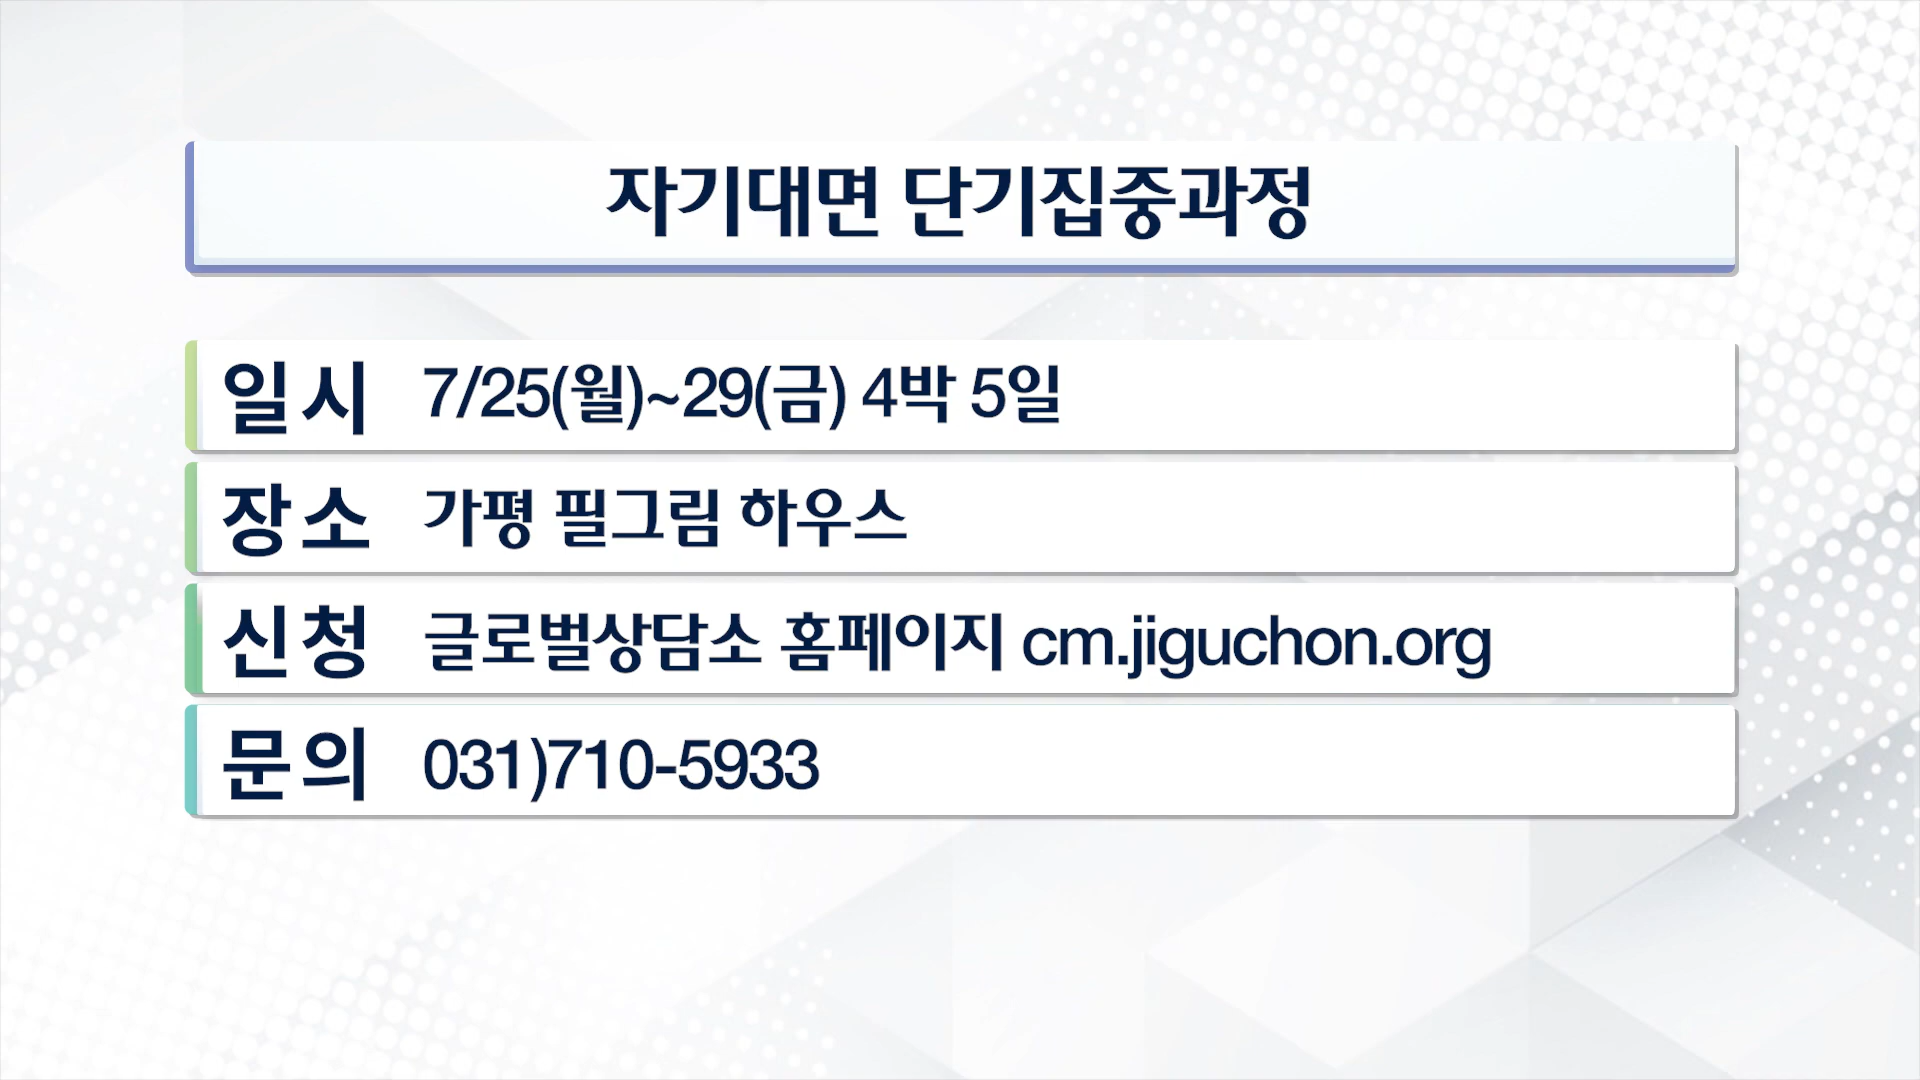 자기대면 단기집중과정
일시 7/25(월)~29(금) 4박 5일
장소 가평 필그림 하우스
신청 글로벌상담소 홈페이지 cm.jiguchon.org
문의 031)710-5933